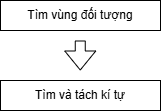 Tìm vùng đối tượng
Tìm và tách kí tự